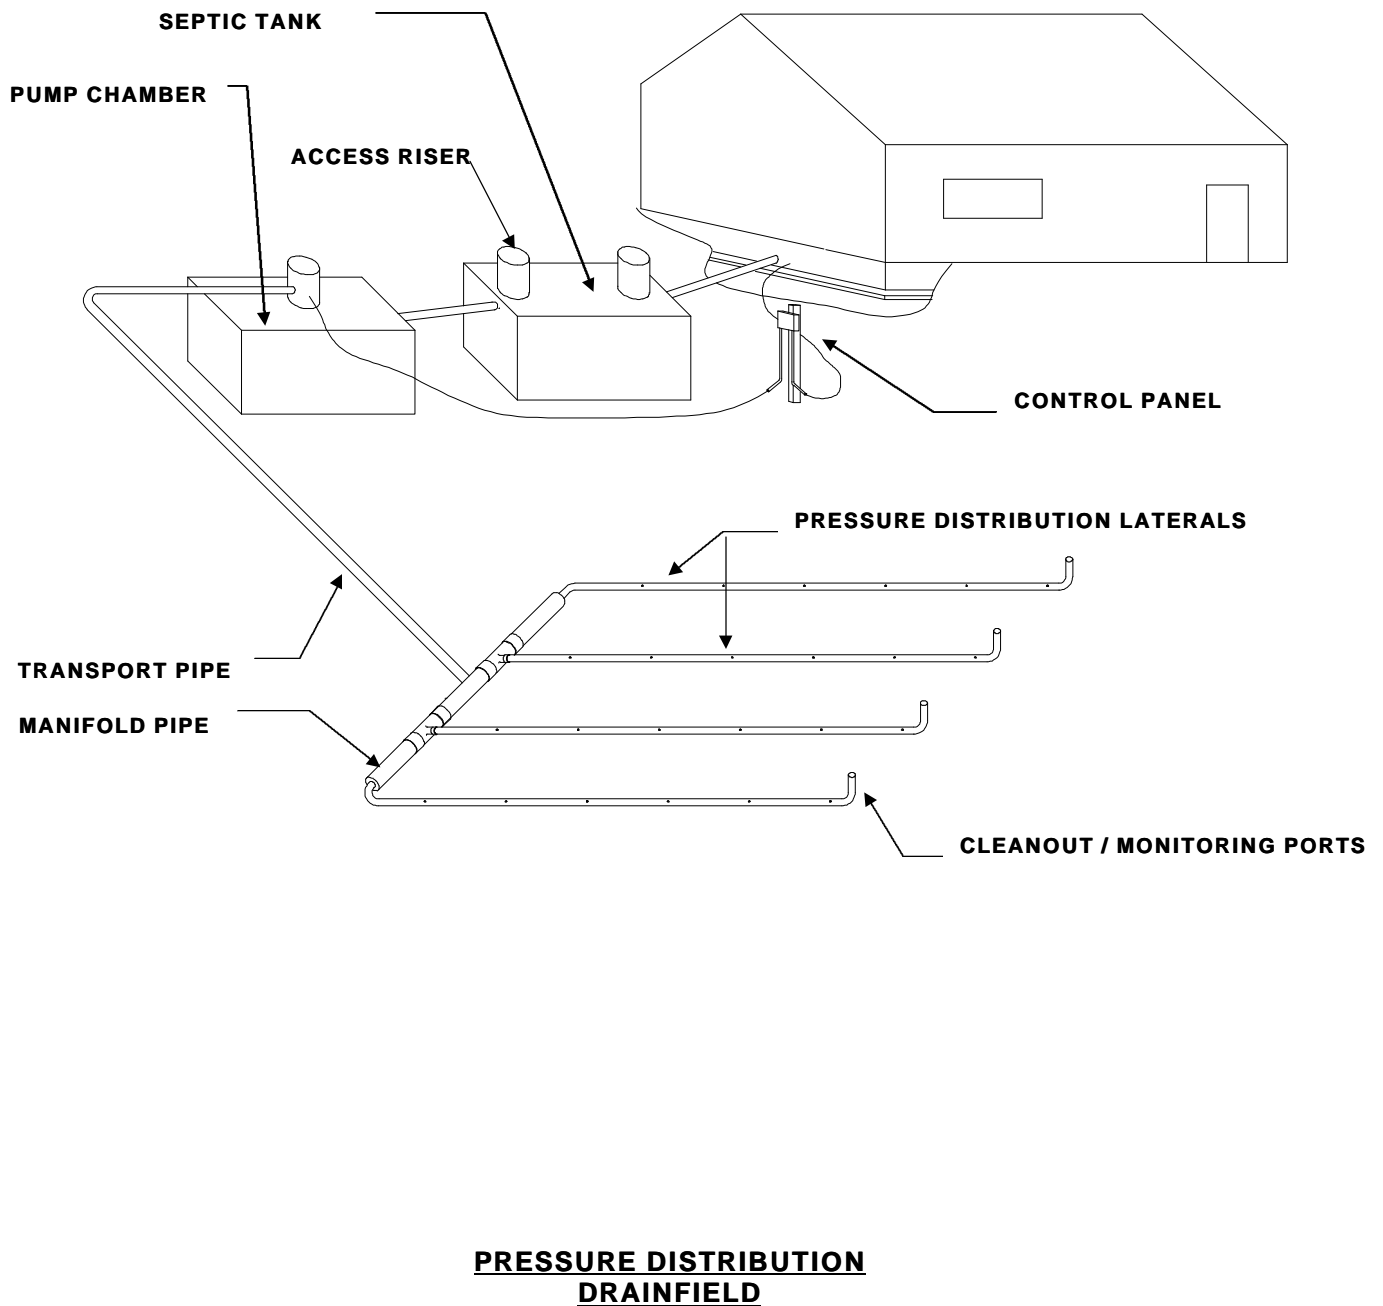 SEPTIC TANK
PUMP CHAMBER
ACCESS RISER
CONTROL PANEL
PRESSURE DISTRIBUTION LATERALS
TRANSPORT PIPE
MANIFOLD PIPE
CLEANOUT / MONITORING PORTS
PRESSURE DISTRIBUTION
DRAINFIELD